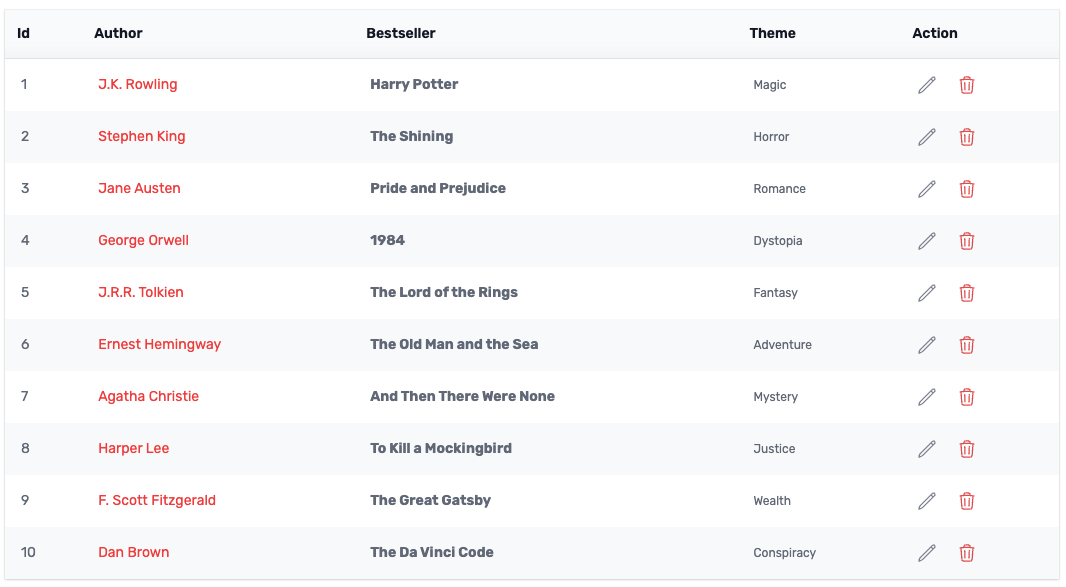 Id Author Bestseller Theme Action
1 J.K. Rowling Harry Potter Magic
2 Stephen King The Shining Horror
3 Jane Austen Pride and Prejudice Romance
4 George Orwell 1984 Dystopia
5 J.R.R. Tolkien The Lord of the Rings Fantasy
6 Ernest Hemingway The Old Man and the Sea Adventure
7 Agatha Christie And Then There Were None Mystery
8 Harper Lee To Kill a Mockingbird Justice
9 F. Scott Fitzgerald The Great Gatsby Wealth
10 Dan Brown The Da Vinci Code Conspiracy